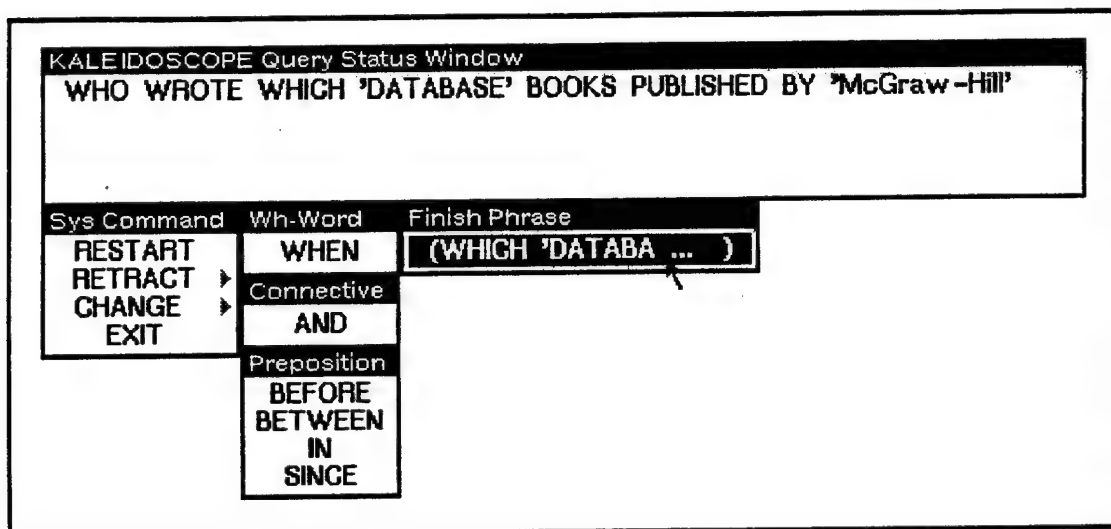 KALEIDOSCOPE Query Status Window
WHO WROTE WHICH 'DATABASE' BOOKS PUBLISHED BY 'McGraw-Hill'
Sys Command
RESTART
RETRACT
CHANGE
EXIT
Wh-Word
WHEN
Connective
AND
Preposition
BEFORE
BETWEEN
IN
SINCE
Finish Phrase
(WHICH 'DATABA ... )